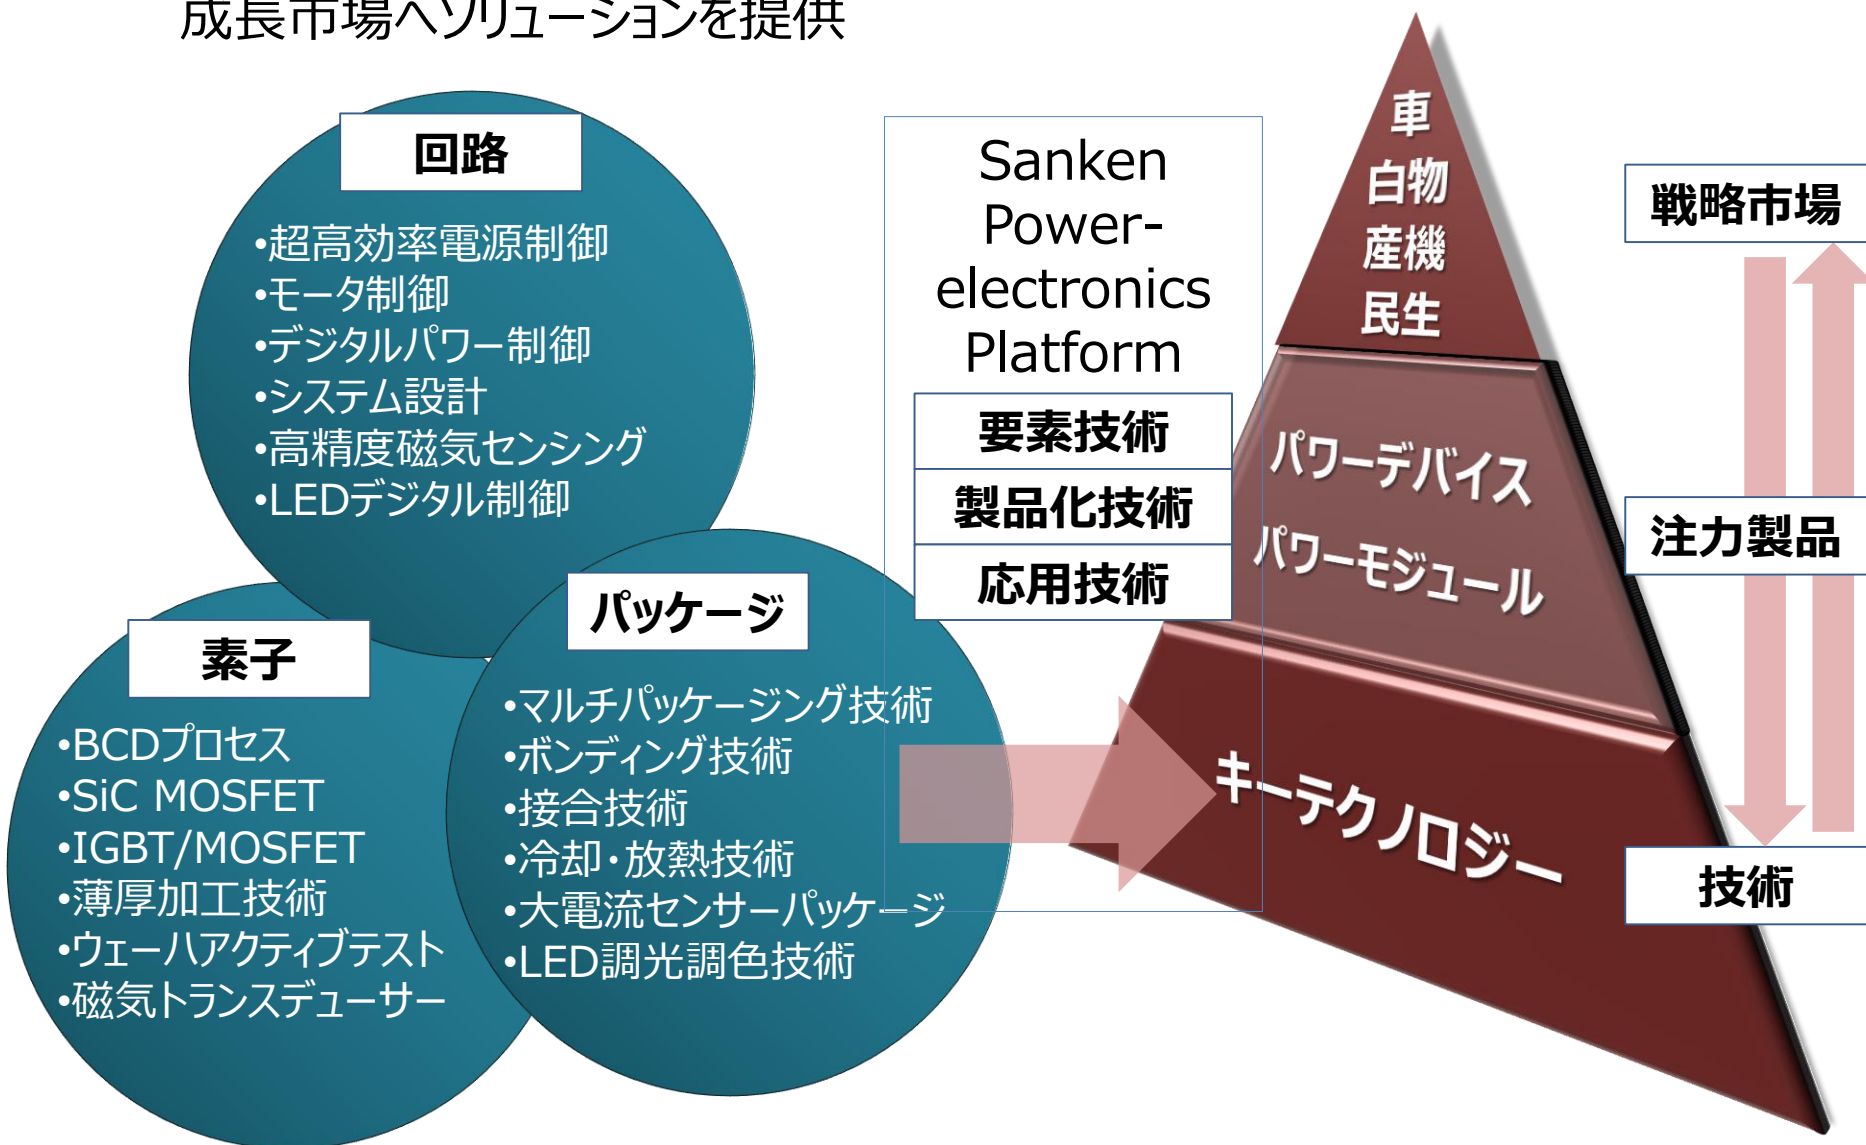 成長市場へソリューションを提供
回路
•超高効率電源制御
•モータ制御
•デジタルパワー制御
•システム設計
•高精度磁気センシング
•LEDデジタル制御
素子
•BCDプロセス
•SiC MOSFET
•IGBT/MOSFET
•薄厚加工技術
•ウェーハアクティブテスト
•磁気トランスデューサー
パッケージ
•マルチパッケージング技術
•ボンディング技術
•接合技術
•冷却・放熱技術
•大電流センサーパッケージ
•LED調光調色技術
Sanken
Power-
electronics
Platform
要素技術
製品化技術
応用技術
車
白物
産機
民生
パワーデバイス
パワーモジュール
キーテクノロジー
戦略市場
注力製品
技術